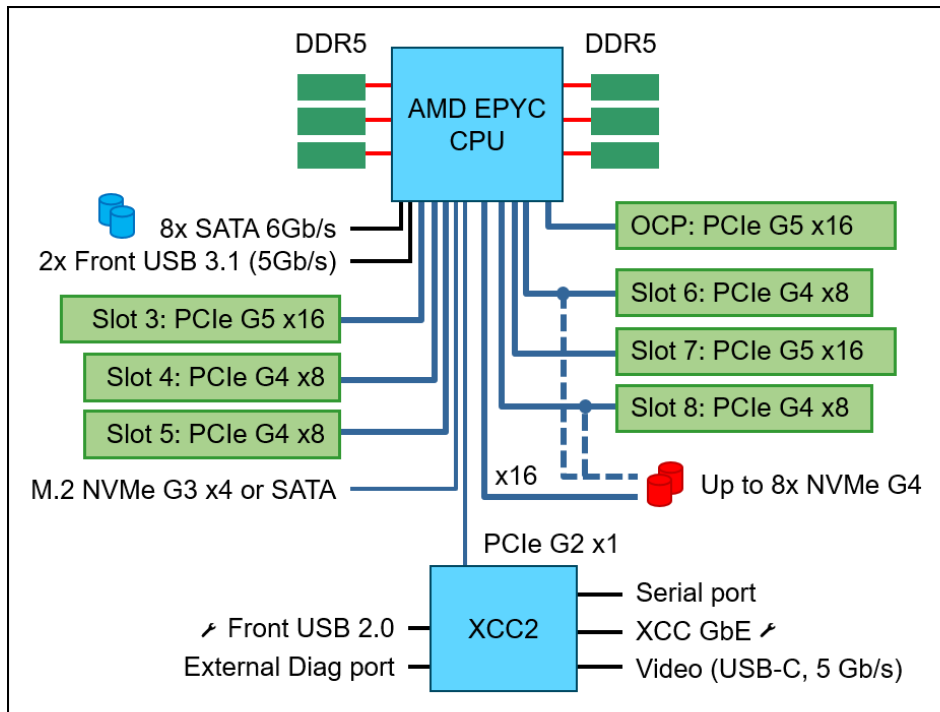 DDR5
DDR5
AMD EPYC
CPU
8x SATA 6Gb/s
2x Front USB 3.1 (5Gb/s)
Slot 3: PCIe G5 x16
Slot 4: PCIe G4 x8
Slot 5: PCIe G4 x8
M.2 NVMe G3 x4 or SATA
OCP: PCIe G5 x16
Slot 6: PCIe G4 x8
Slot 7: PCIe G5 x16
Slot 8: PCIe G4 x8
x16
Up to 8x NVMe G4
PCIe G2 x1
XCC2
Front USB 2.0
External Diag port
Serial port
XCC GbE
Video (USB-C, 5 Gb/s)